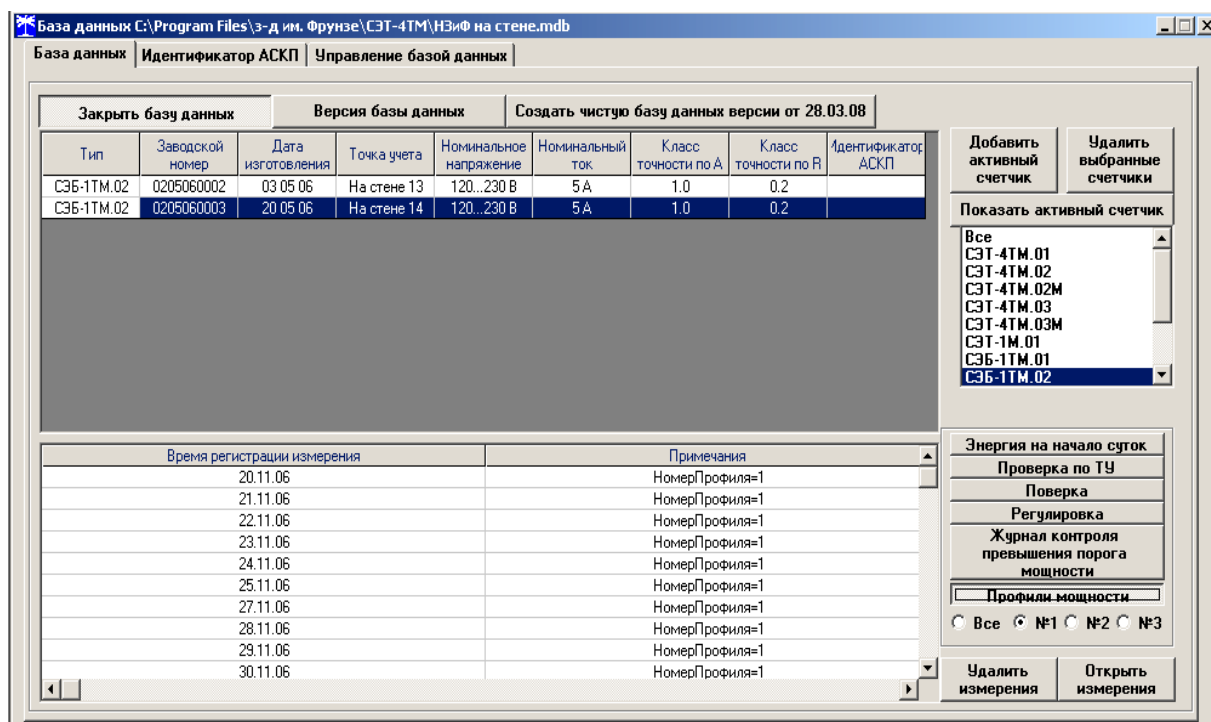 База данных C:\Program Files\з-д им. Фрунзе\СЭТ-4ТМ\НЗиФ на стене.mdb
База данных Идентификатор АСКП Управление базой данных
Закрыть базу данных Версия базы данных Создать чистую базу данных версии от 28.03.08
Тип Заводской номер Дата изготовления Точка учета Номинальное напряжение Номинальный ток Класс точности по A Класс точности по R Идентификатор АСКП
СЭБ-1ТМ.02 0205060002 03 05 06 На стене 13 120...230 В 5 А 1.0 0.2
СЭБ-1ТМ.02 0205060003 20 05 06 На стене 14 120...230 В 5 А 1.0 0.2
Добавить активный счетчик
Удалить выбранные счетчики
Показать активный счетчик
Все
СЭТ-4ТМ.01
СЭТ-4ТМ.02
СЭТ-4ТМ.02М
СЭТ-4ТМ.03
СЭТ-4ТМ.03М
СЭТ-1М.01
СЭБ-1ТМ.01
СЭБ-1ТМ.02
Время регистрации измерения Примечания
20.11.06 НомерПрофиля=1
21.11.06 НомерПрофиля=1
22.11.06 НомерПрофиля=1
23.11.06 НомерПрофиля=1
24.11.06 НомерПрофиля=1
25.11.06 НомерПрофиля=1
27.11.06 НомерПрофиля=1
28.11.06 НомерПрофиля=1
29.11.06 НомерПрофиля=1
30.11.06 НомерПрофиля=1
Энергия на начало суток
Проверка по ТУ
Поверка
Регулировка
Журнал контроля
превышения порога
мощности
Профили мощности
Все №1 №2 №3
Удалить измерения
Открыть измерения